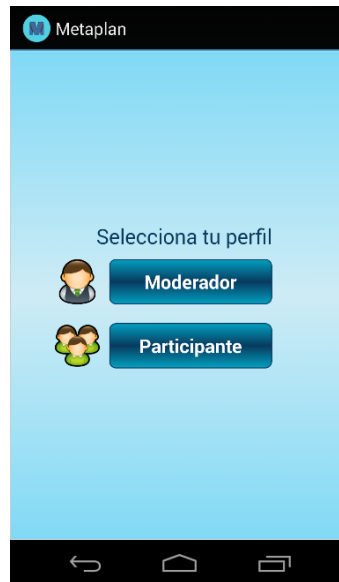 M Metaplan
Selecciona tu perfil
Moderador
Participante